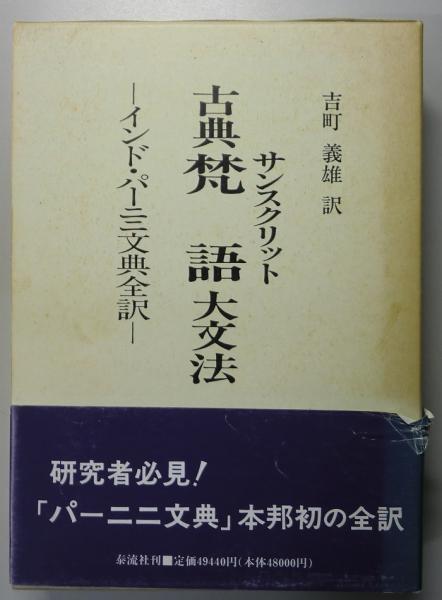 吉町 義雄 訳
サンスクリット
古典梵語大文法
―インド・パーニニ文典全訳―
研究者必見!
「パーニニ文典」本邦初の全訳
泰流社刊■定価49440円(本体48000円)